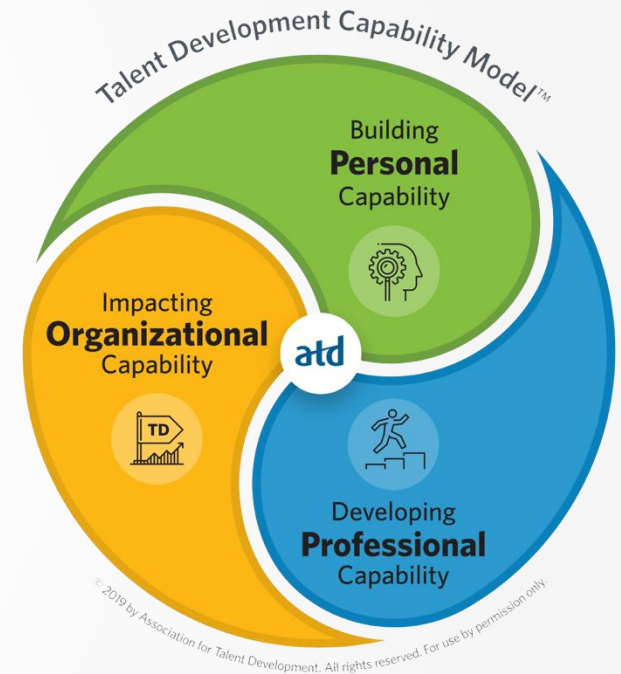 Talent Development Capability Model™
Building
Personal
Capability
Impacting
Organizational
Capability
atd
TD
Developing
Professional
Capability
© 2019 by Association for Talent Development. All rights reserved. For use by permission only.